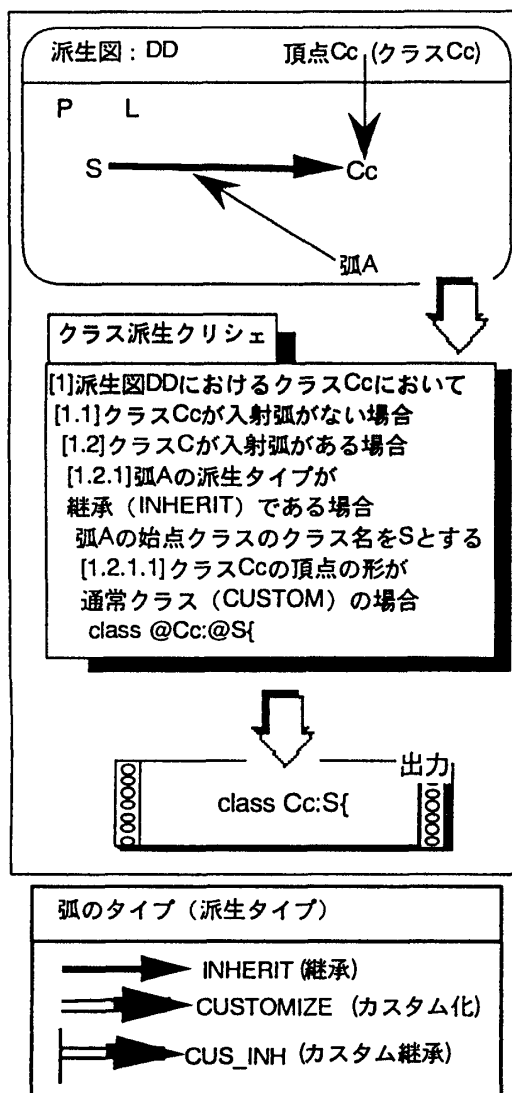 派生図：DD
頂点Cc (クラスCc)
P L
S
Cc
弧A
クラス派生クリシェ
[1]派生図DDにおけるクラスCcにおいて
[1.1]クラスCcが入射弧がない場合
[1.2]クラスCが入射弧がある場合
[1.2.1]弧Aの派生タイプが
継承（INHERIT）である場合
弧Aの始点クラスのクラス名をSとする
[1.2.1.1]クラスCcの頂点の形が
通常クラス（CUSTOM）の場合
class @Cc:@S{
出力
class Cc:S{
弧のタイプ（派生タイプ）
INHERIT (継承)
CUSTOMIZE (カスタム化)
CUS_INH (カスタム継承)